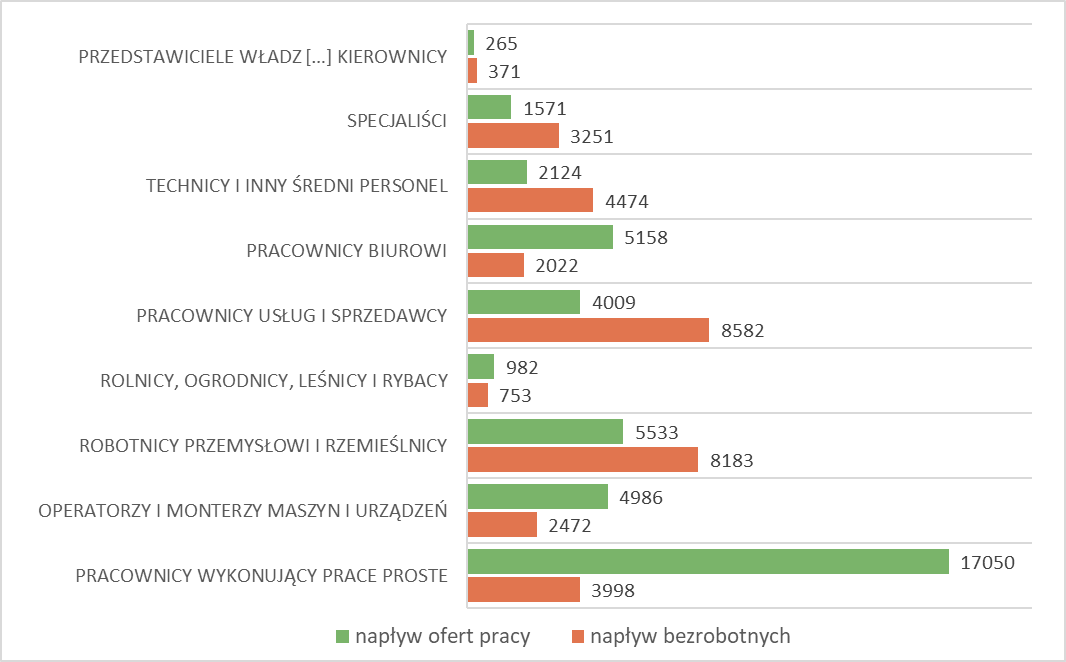 265
PRZEDSTAWICIELE WŁADZ [...] KIEROWNICY
371
1571
SPECJALIŚCI
3251
2124
TECHNICY I INNY ŚREDNI PERSONEL
4474
5158
PRACOWNICY BIUROWI
2022
4009
PRACOWNICY USŁUG I SPRZEDAWCY
8582
982
ROLNICY, OGRODNICY, LEŚNICY I RYBACY
753
5533
ROBOTNICY PRZEMYSŁOWI I RZEMIEŚLNICY
8183
4986
OPERATORZY I MONTERZY MASZYN I URZĄDZEŃ
2472
17050
PRACOWNICY WYKONUJĄCY PRACE PROSTE
3998
napływ ofert pracy napływ bezrobotnych